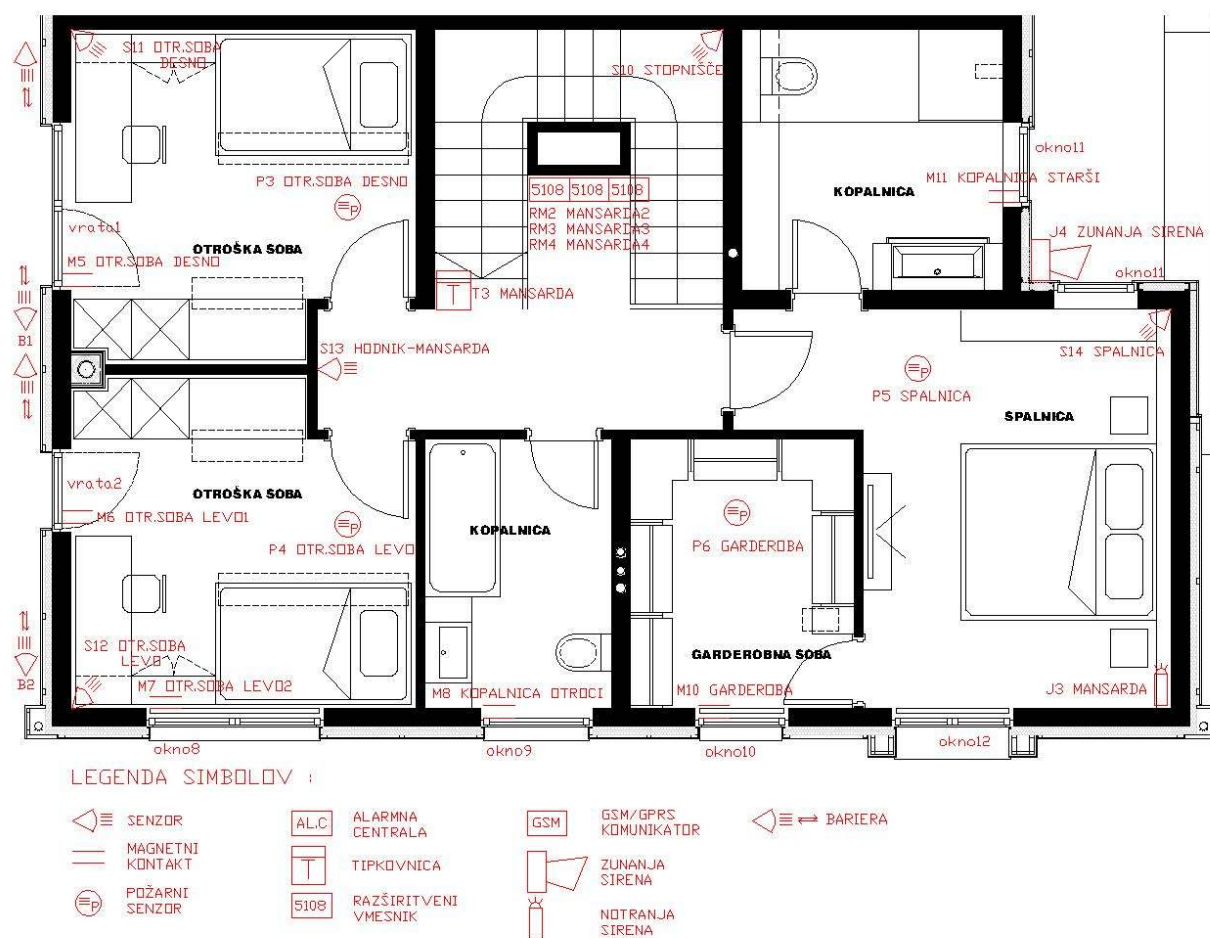 S11 OTR.SOBA
DESNO
S10 STOPNIŠČE
okno11
P3 OTR.SOBA DESNO
5108 5108 5108
KOPALNICA
M11 KOPALNICA STARŠI
RM2 MANSARDA2
RM3 MANSARDA3
RM4 MANSARDA4
vrata1
OTROŠKA SOBA
J4 ZUNANJA SIRENA
M5 OTR.SOBA DESNO
okno11
T
T3 MANSARDA
B1
S13 HODNIK-MANSARDA
S14 SPALNICA
P5 SPALNICA
SPALNICA
vrata2
OTROŠKA SOBA
M6 OTR.SOBA LEVO1
KOPALNICA
P4 OTR.SOBA LEVO
P6 GARDEROBA
S12 OTR.SOBA
LEVO
GARDEROBNA SOBA
B2
M7 OTR.SOBA LEVO2
M8 KOPALNICA OTROCI
M10 GARDEROBA
J3 MANSARDA
okno8
okno9
okno10
okno12
LEGENDA SIMBOLOV :
SENZOR
MAGNETNI
KONTAKT
P
POŽARNI
SENZOR
AL.C
ALARMNA
CENTRALA
T
TIPKOVNICA
5108
RAZŠIRITVENI
VMESNIK
GSM
GSM/GPRS
KOMUNIKATOR
ZUNANJA
SIRENA
NOTRANJA
SIRENA
BARIERA